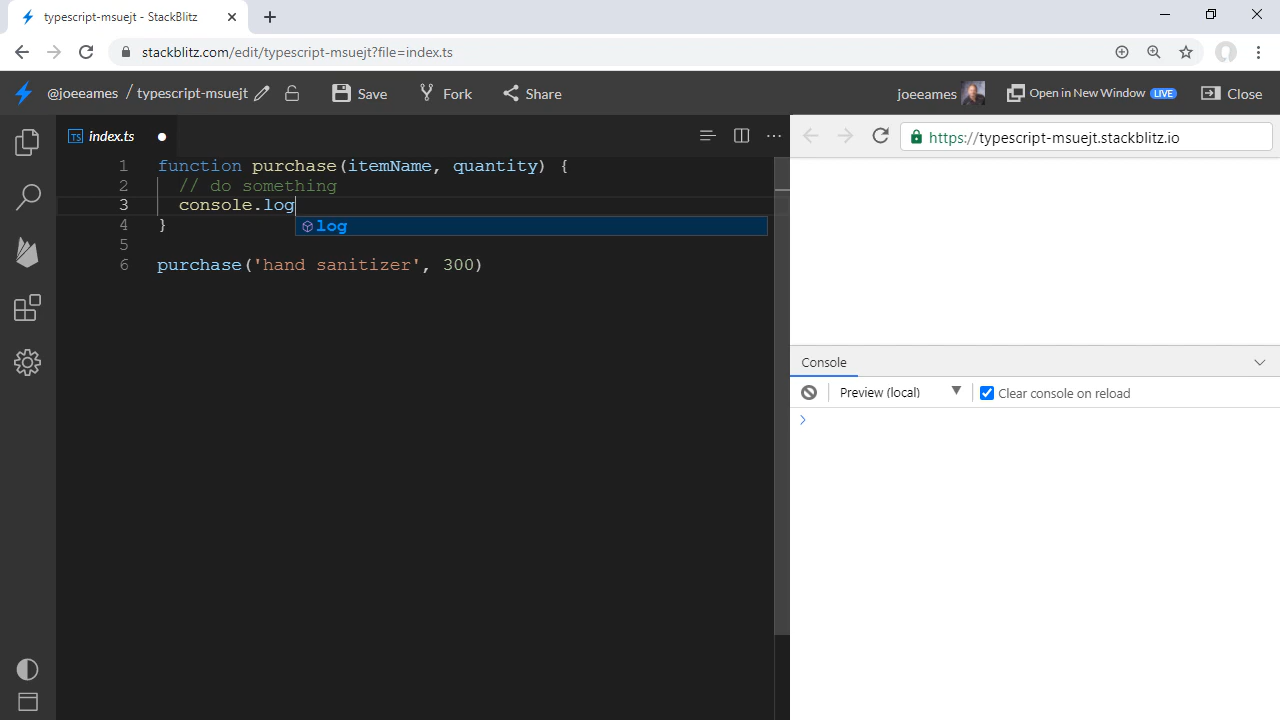 typescript-msuejt - StackBlitz
stackblitz.com/edit/typescript-msuejt?file=index.ts
@joeeames / typescript-msuejt Save Fork Share joeeames Open in New Window LIVE Close
TS index.ts
https://typescript-msuejt.stackblitz.io
1 function purchase(itemName, quantity) {
2 // do something
3 console.log
4 }
log
5
6 purchase('hand sanitizer', 300)
Console
Preview (local) Clear console on reload